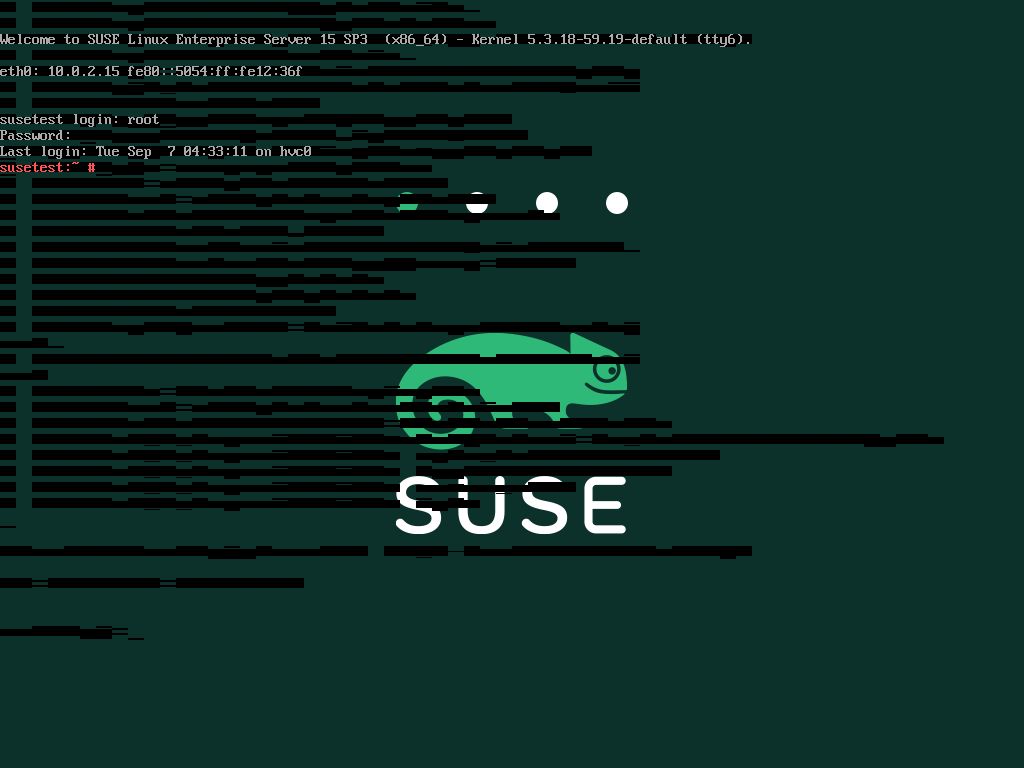 Welcome to SUSE Linux Enterprise Server 15 SP3  (x86_64) - Kernel 5.3.18-59.19-default (tty6).
eth0: 10.0.2.15 fe80::5054:ff:fe12:36f
susetest login: root
Password:
Last login: Tue Sep  7 04:33:11 on hvc0
susetest:~ #
SUSE